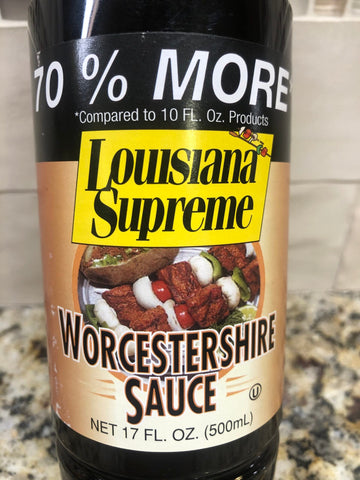 70 % MORE*
*Compared to 10 FL. Oz. Products
Louisiana
Supreme
WORCESTERSHIRE
SAUCE
U
NET 17 FL. OZ. (500mL)